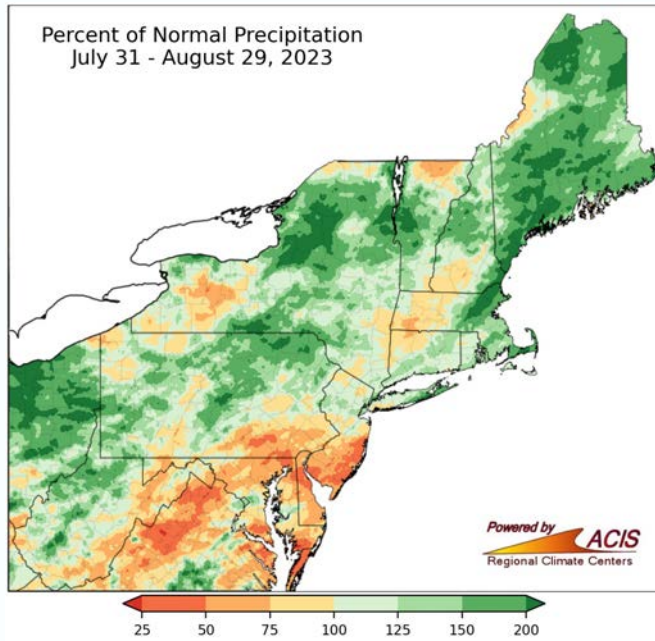 Percent of Normal Precipitation
July 31 - August 29, 2023
Powered by
ACIS
Regional Climate Centers
25 50 75 100 125 150 200